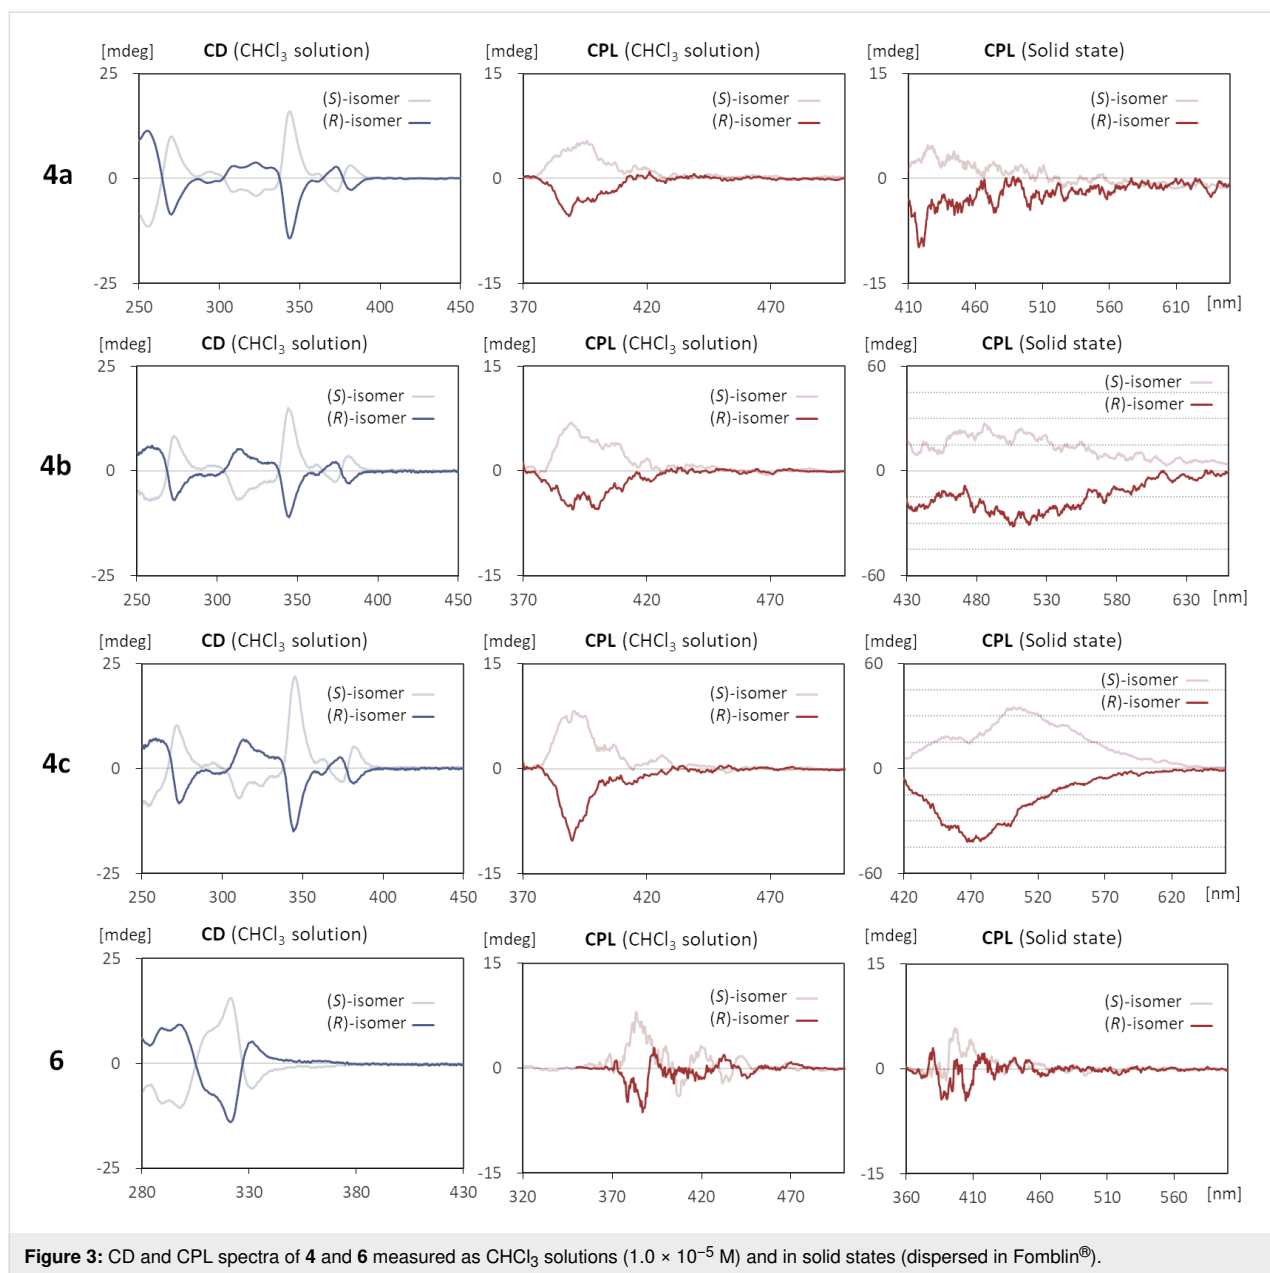 [mdeg] CD (CHCl3 solution) [mdeg] CPL (CHCl3 solution) [mdeg] CPL (Solid state)
25 15 15
(S)-isomer (S)-isomer (S)-isomer
(R)-isomer (R)-isomer (R)-isomer
4a 0 0 0
-25 -15 -15
250 300 350 400 450 370 420 470 410 460 510 560 610 [nm]
[mdeg] CD (CHCl3 solution) [mdeg] CPL (CHCl3 solution) [mdeg] CPL (Solid state)
25 15 60
(S)-isomer (S)-isomer (S)-isomer
(R)-isomer (R)-isomer (R)-isomer
4b 0 0 0
-25 -15 -60
250 300 350 400 450 370 420 470 430 480 530 580 630 [nm]
[mdeg] CD (CHCl3 solution) [mdeg] CPL (CHCl3 solution) [mdeg] CPL (Solid state)
25 15 60
(S)-isomer (S)-isomer (S)-isomer
(R)-isomer (R)-isomer (R)-isomer
4c 0 0 0
-25 -15 -60
250 300 350 400 450 370 420 470 420 470 520 570 620 [nm]
[mdeg] CD (CHCl3 solution) [mdeg] CPL (CHCl3 solution) [mdeg] CPL (Solid state)
25 15 15
(S)-isomer (S)-isomer (S)-isomer
(R)-isomer (R)-isomer (R)-isomer
6 0 0 0
-25 -15 -15
280 330 380 430 320 370 420 470 360 410 460 510 560 [nm]
Figure 3: CD and CPL spectra of 4 and 6 measured as CHCl3 solutions (1.0 × 10⁻⁵ M) and in solid states (dispersed in Fomblin®).